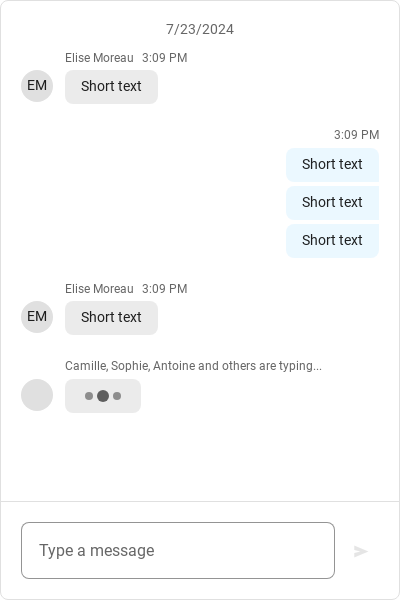 7/23/2024
Elise Moreau 3:09 PM
EM
Short text
3:09 PM
Short text
Short text
Short text
Elise Moreau 3:09 PM
EM
Short text
Camille, Sophie, Antoine and others are typing...
Type a message